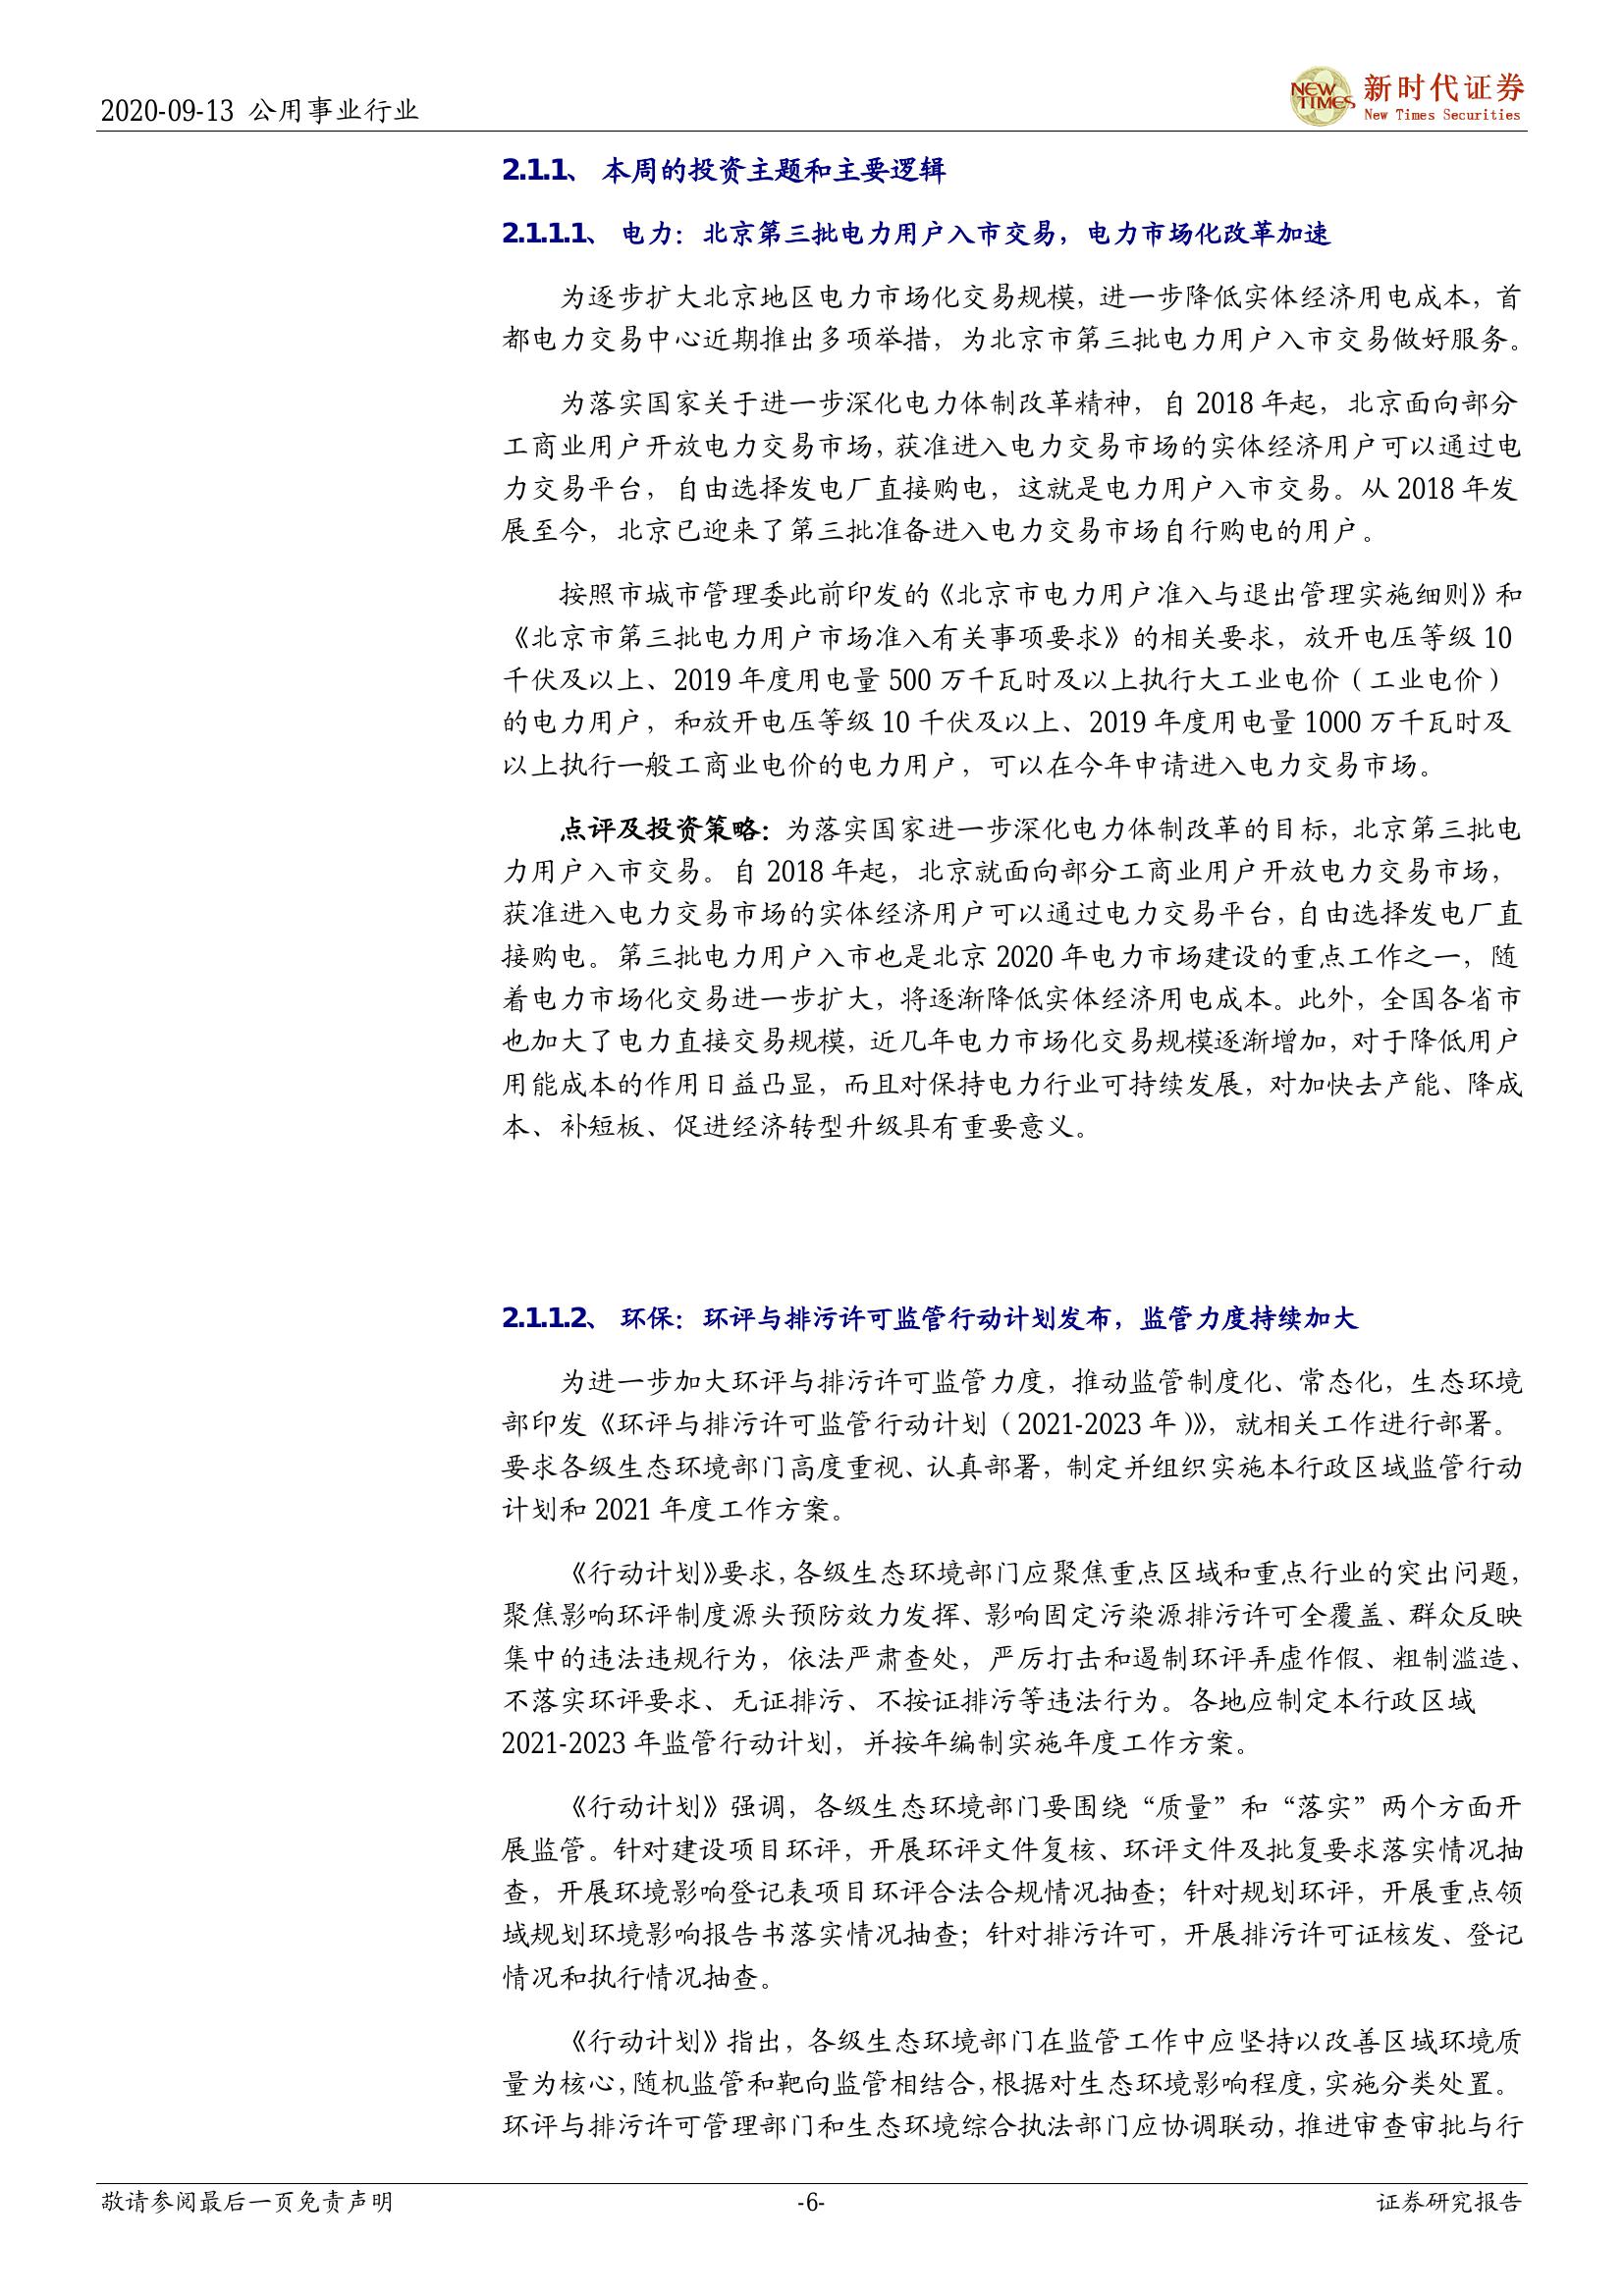 2020-09-13 公用事业行业
NEW TIMES 新时代证券
New Times Securities
2.1.1、 本周的投资主题和主要逻辑
2.1.1.1、 电力：北京第三批电力用户入市交易，电力市场化改革加速
为逐步扩大北京地区电力市场化交易规模，进一步降低实体经济用电成本，首
都电力交易中心近期推出多项举措，为北京市第三批电力用户入市交易做好服务。
为落实国家关于进一步深化电力体制改革精神，自 2018 年起，北京面向部分
工商业用户开放电力交易市场，获准进入电力交易市场的实体经济用户可以通过电
力交易平台，自由选择发电厂直接购电，这就是电力用户入市交易。从 2018 年发
展至今，北京已迎来了第三批准备进入电力交易市场自行购电的用户。
按照市城市管理委此前印发的《北京市电力用户准入与退出管理实施细则》和
《北京市第三批电力用户市场准入有关事项要求》的相关要求，放开电压等级 10
千伏及以上、2019 年度用电量 500 万千瓦时及以上执行大工业电价（工业电价）
的电力用户，和放开电压等级 10 千伏及以上、2019 年度用电量 1000 万千瓦时及
以上执行一般工商业电价的电力用户，可以在今年申请进入电力交易市场。
点评及投资策略：为落实国家进一步深化电力体制改革的目标，北京第三批电
力用户入市交易。自 2018 年起，北京就面向部分工商业用户开放电力交易市场，
获准进入电力交易市场的实体经济用户可以通过电力交易平台，自由选择发电厂直
接购电。第三批电力用户入市也是北京 2020 年电力市场建设的重点工作之一，随
着电力市场化交易进一步扩大，将逐渐降低实体经济用电成本。此外，全国各省市
也加大了电力直接交易规模，近几年电力市场化交易规模逐渐增加，对于降低用户
用能成本的作用日益凸显，而且对保持电力行业可持续发展，对加快去产能、降成
本、补短板、促进经济转型升级具有重要意义。
2.1.1.2、 环保：环评与排污许可监管行动计划发布，监管力度持续加大
为进一步加大环评与排污许可监管力度，推动监管制度化、常态化，生态环境
部印发《环评与排污许可监管行动计划（2021-2023 年）》，就相关工作进行部署。
要求各级生态环境部门高度重视、认真部署，制定并组织实施本行政区域监管行动
计划和 2021 年度工作方案。
《行动计划》要求，各级生态环境部门应聚焦重点区域和重点行业的突出问题，
聚焦影响环评制度源头预防效力发挥、影响固定污染源排污许可全覆盖、群众反映
集中的违法违规行为，依法严肃查处，严厉打击和遏制环评弄虚作假、粗制滥造、
不落实环评要求、无证排污、不按证排污等违法行为。各地应制定本行政区域
2021-2023 年监管行动计划，并按年编制实施年度工作方案。
《行动计划》强调，各级生态环境部门要围绕“质量”和“落实”两个方面开
展监管。针对建设项目环评，开展环评文件复核、环评文件及批复要求落实情况抽
查，开展环境影响登记表项目环评合法合规情况抽查；针对规划环评，开展重点领
域规划环境影响报告书落实情况抽查；针对排污许可，开展排污许可证核发、登记
情况和执行情况抽查。
《行动计划》指出，各级生态环境部门在监管工作中应坚持以改善区域环境质
量为核心，随机监管和靶向监管相结合，根据对生态环境影响程度，实施分类处置。
环评与排污许可管理部门和生态环境综合执法部门应协调联动，推进审查审批与行
敬请参阅最后一页免责声明
-6-
证券研究报告